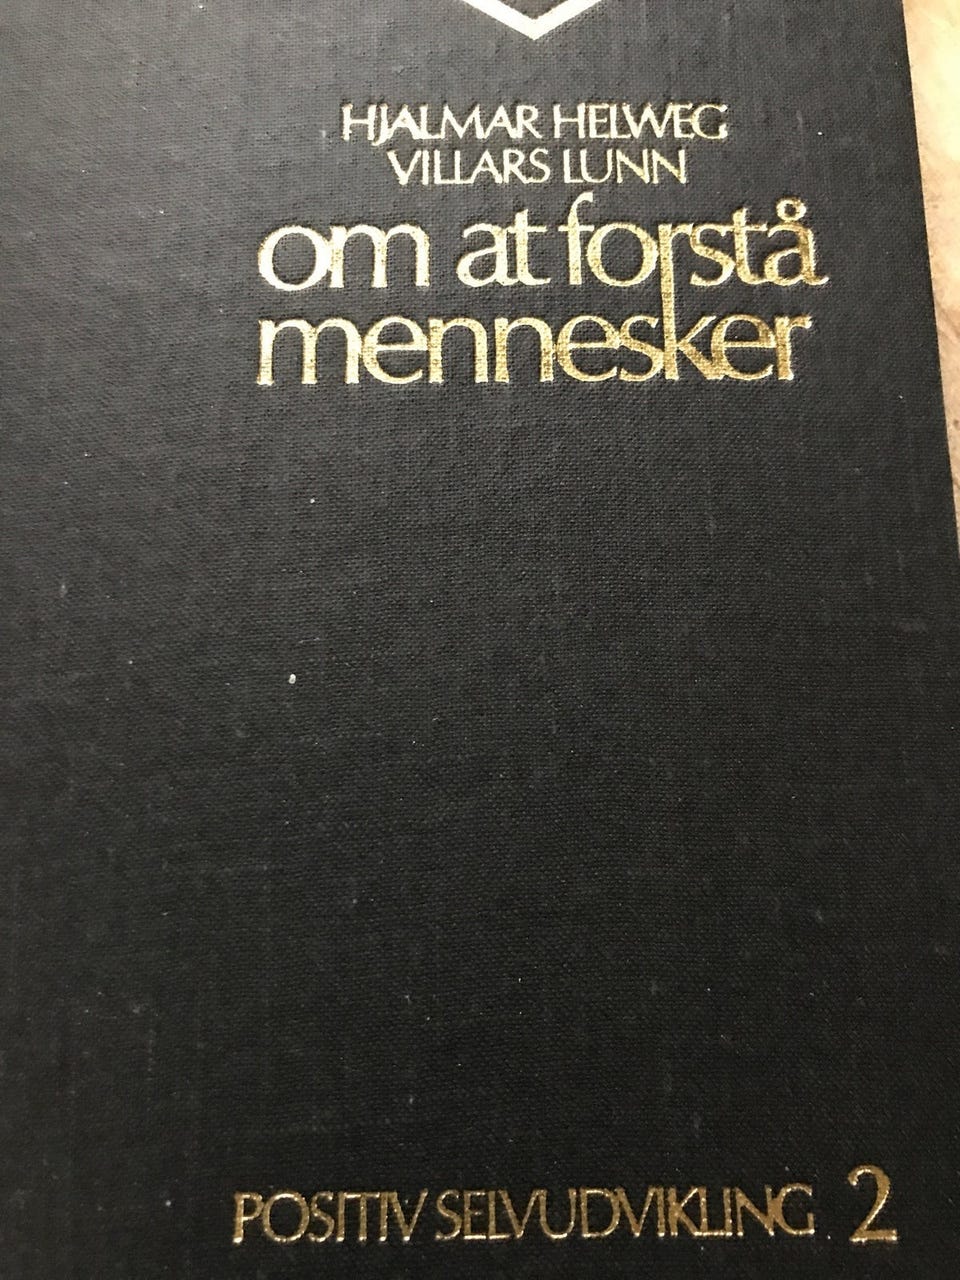 HJALMAR HELWEG
VILLARS LUNN
om at forstå
mennesker
POSITIV SELVUDVIKLING 2